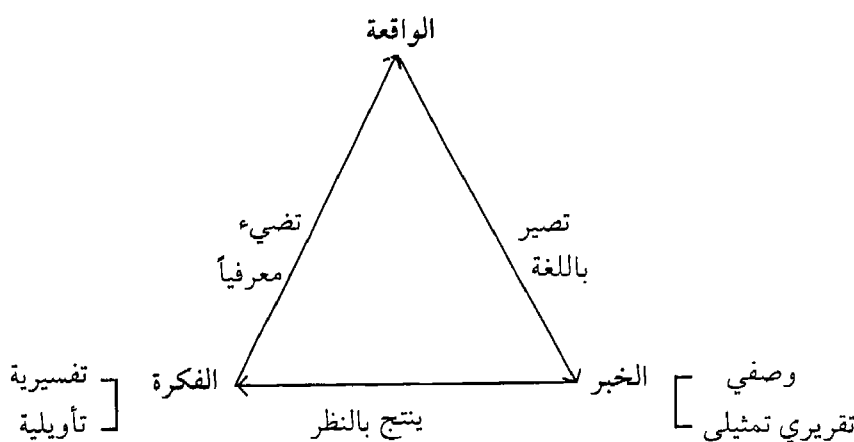 الواقعة
تصير
باللغة
تضيء
معرفياً
وصفي
الخبر
تقريري تمثيلي
ينتج بالنظر
الفكرة
تفسيرية
تأويلية